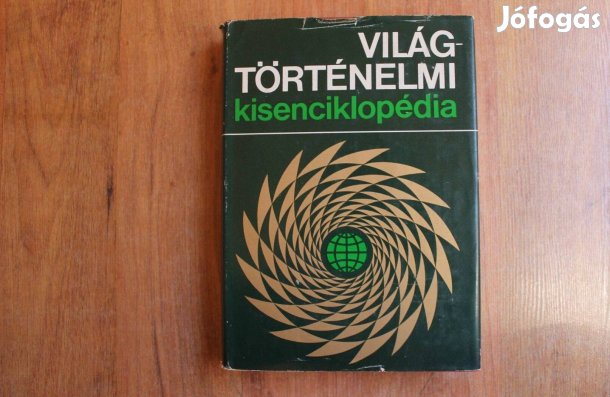 Jófogás
VILÁG-
TÖRTÉNELMI
kisenciklopédia